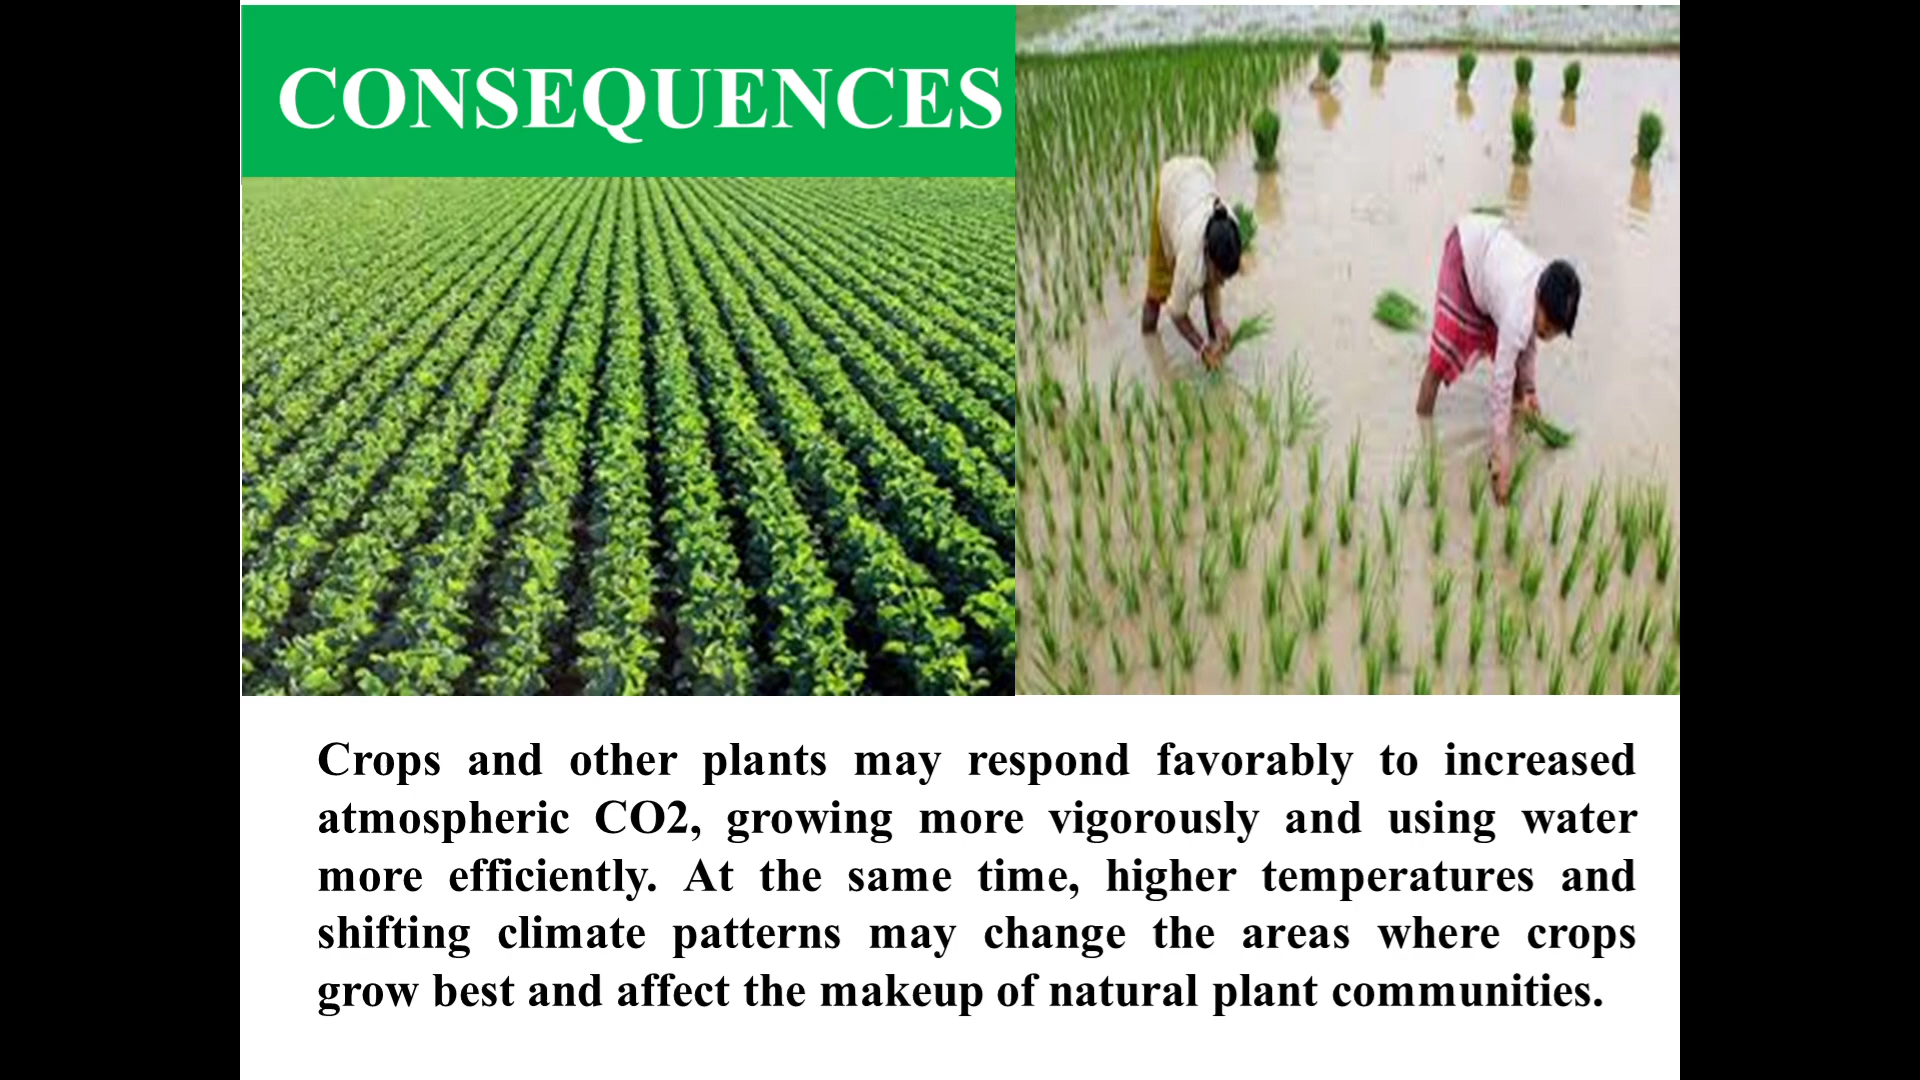 CONSEQUENCES
Crops and other plants may respond favorably to increased
atmospheric CO2, growing more vigorously and using water
more efficiently. At the same time, higher temperatures and
shifting climate patterns may change the areas where crops
grow best and affect the makeup of natural plant communities.